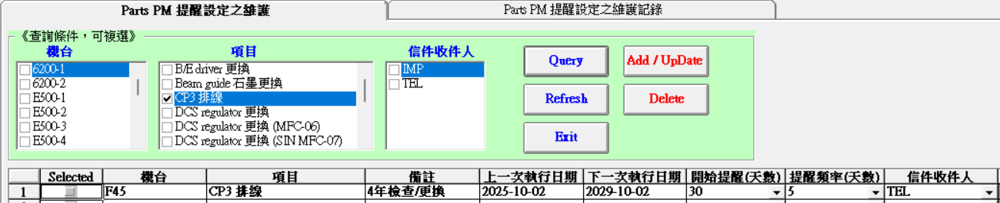 Parts PM 提醒設定之維護
Parts PM 提醒設定之維護記錄
《查詢條件，可複選》
機台
項目
信件收件人
6200-1
6200-2
E500-1
E500-2
E500-3
E500-4
B/E driver 更換
Beam guide 石墨更換
CP3 排線
DCS regulator 更換
DCS regulator 更換 (MFC-06)
DCS regulator 更換 (SIN MFC-07)
IMP
TEL
Query
Add / UpDate
Refresh
Delete
Exit
Selected 機台 項目 備註 上一次執行日期 下一次執行日期 開始提醒(天數) 提醒頻率(天數) 信件收件人
1 F45 CP3 排線 4年檢查/更換 2025-10-02 2029-10-02 30 5 TEL